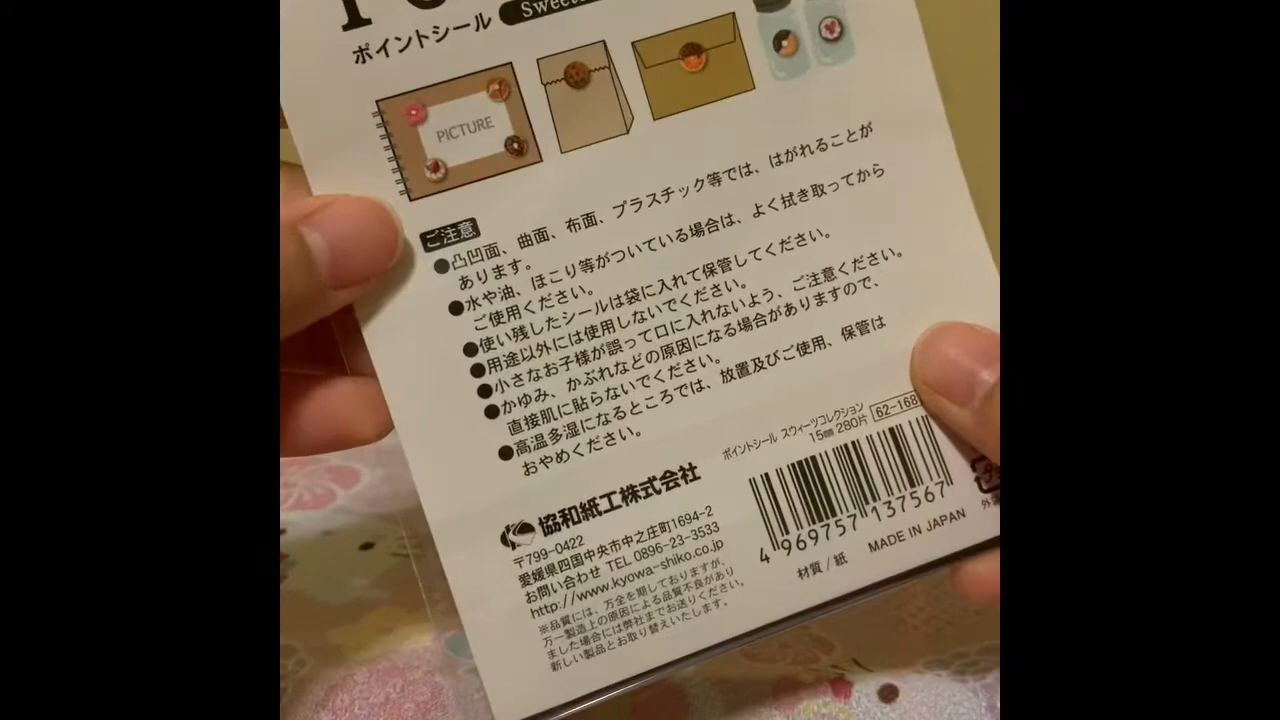 ポイントシール
PICTURE
ご注意
●凸凹面、曲面、布面、プラスチック等では、はがれることが
あります。
●水や油、ほこり等がついている場合は、よく拭き取ってから
ご使用ください。
●使い残したシールは袋に入れて保管してください。
●用途以外には使用しないでください。
●小さなお子様が誤って口に入れないよう、ご注意ください。
●かゆみ、かぶれなどの原因になる場合がありますので、
直接肌に貼らないでください。
●高温多湿になるところでは、放置及びご使用、保管は
おやめください。
ポイントシール スウィーツコレクション
15㎜ 280片 62-168
4 969757 137567
MADE IN JAPAN
材質/紙
協和紙工株式会社
〒799-0422
愛媛県四国中央市中之庄町1694-2
お問い合わせ TEL 0896-23-3533
http://www.kyowa-shiko.co.jp
※品質には、万全を期しておりますが、
万一製造上の原因による品質不良があり
ました場合には弊社までお送りください。
新しい製品とお取り替えいたします。